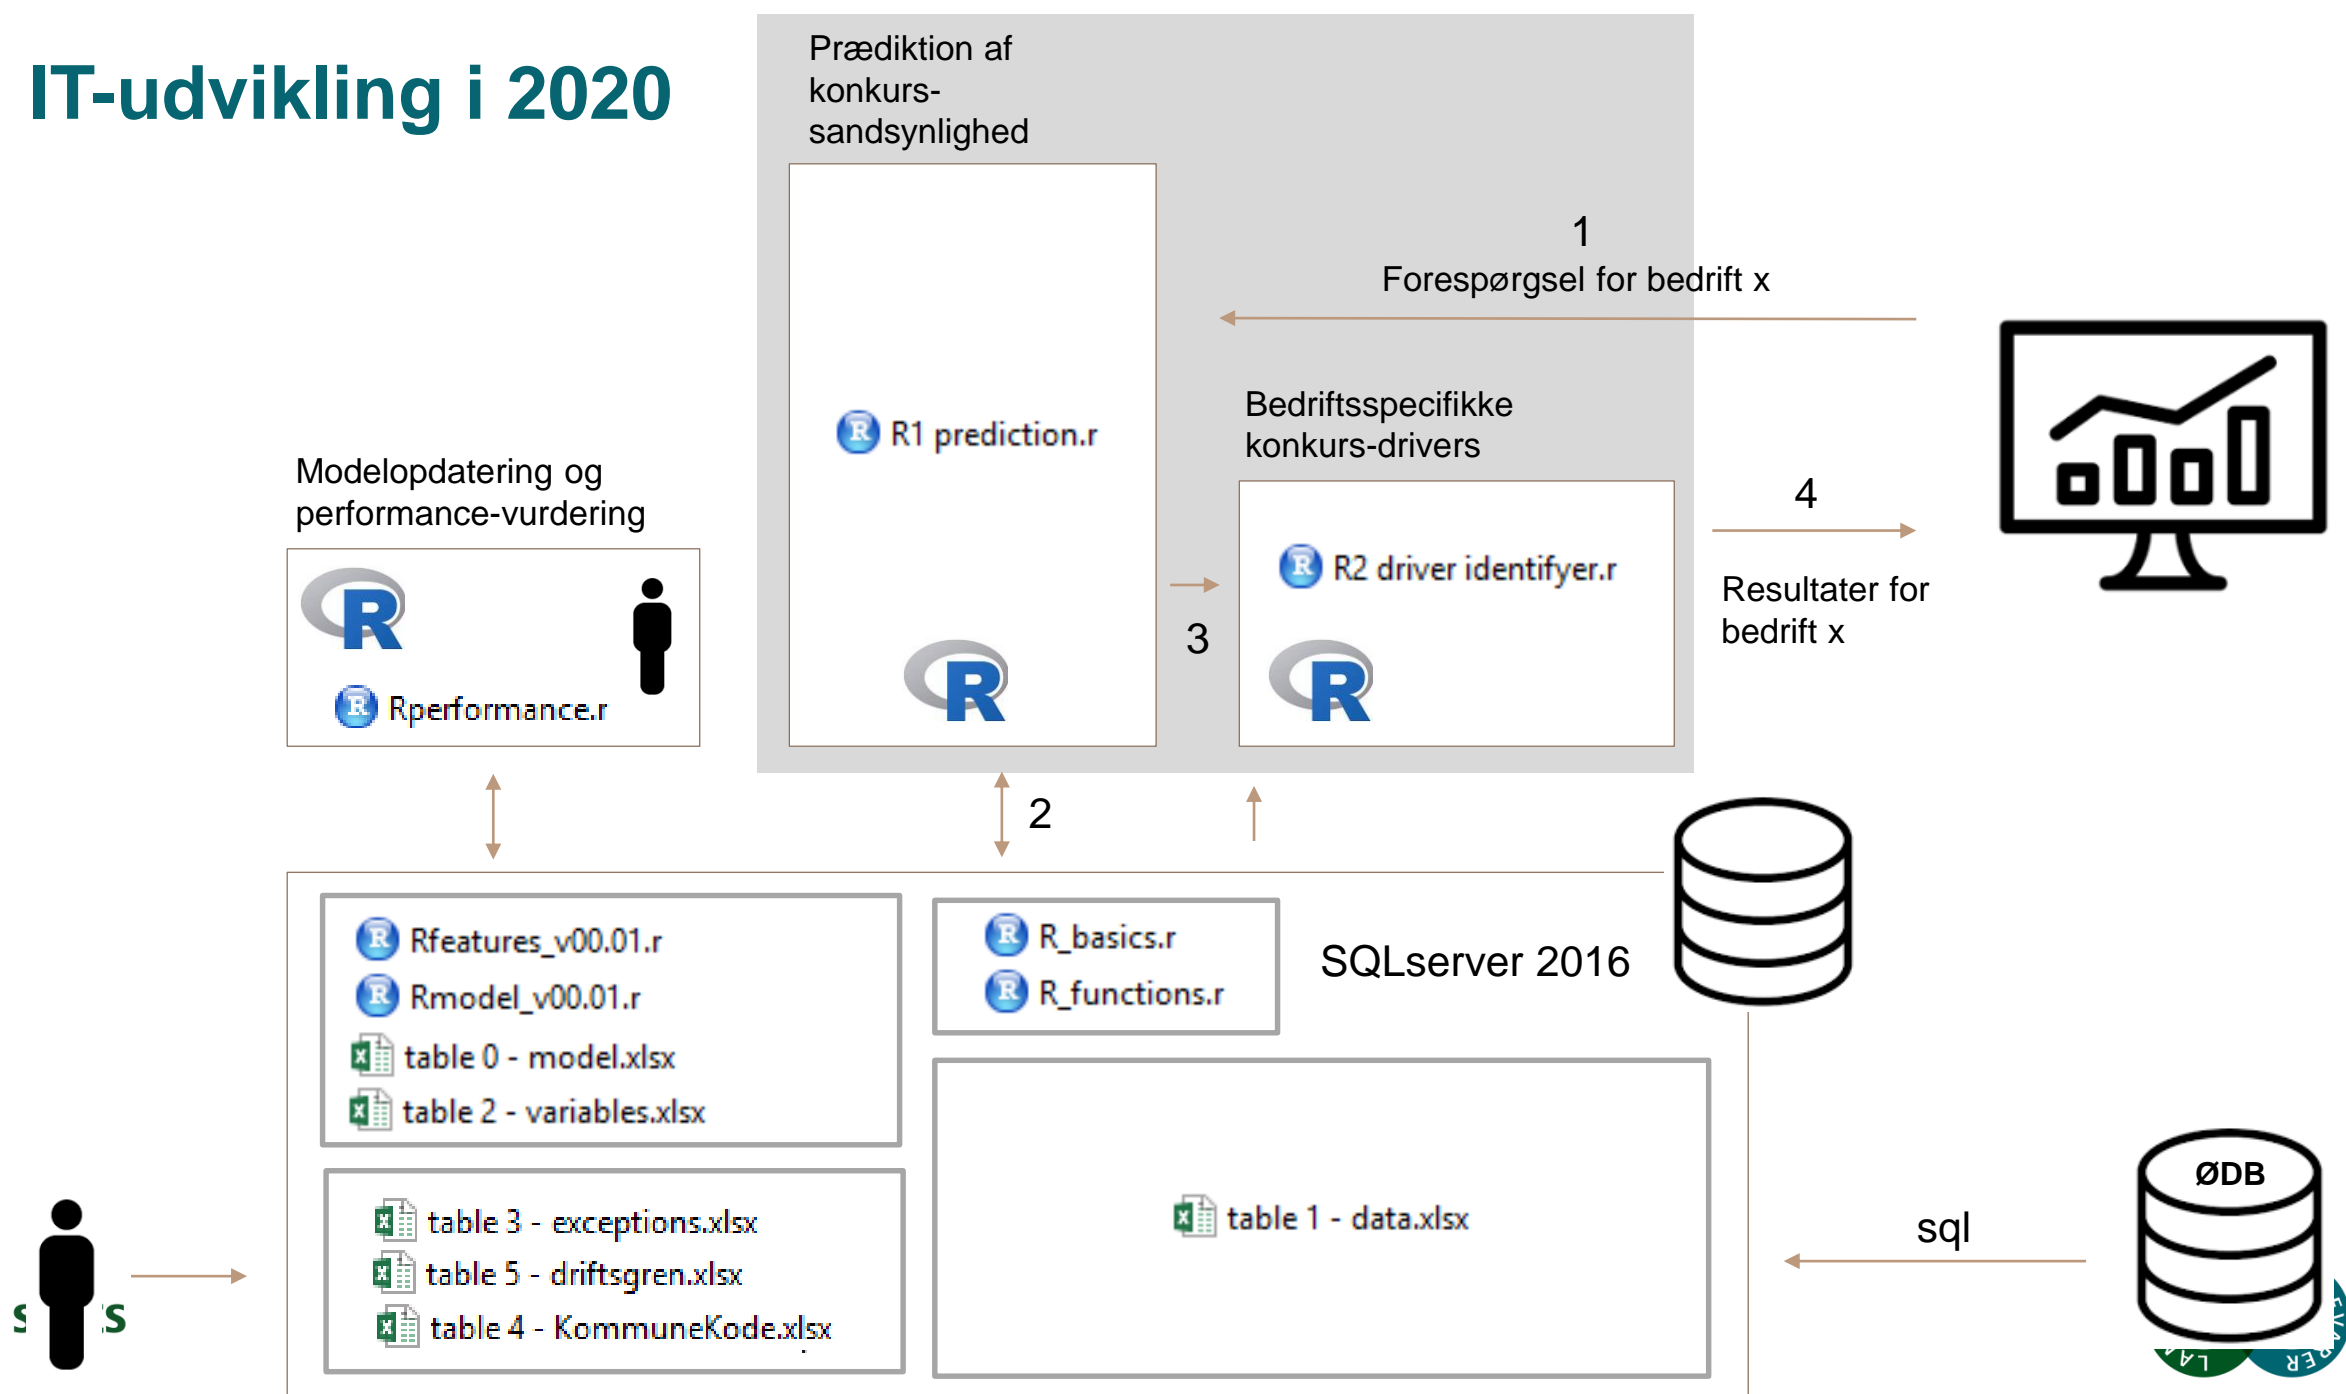 IT-udvikling i 2020
Prædiktion af
konkurs-
sandsynlighed
1
Forespørgsel for bedrift x
R1 prediction.r
Bedriftsspecifikke
konkurs-drivers
Modelopdatering og
performance-vurdering
4
R2 driver identifyer.r
Resultater for
bedrift x
3
R
Rperformance.r
R
R
2
Rfeatures_v00.01.r
Rmodel_v00.01.r
table 0 - model.xlsx
table 2 - variables.xlsx
R_basics.r
R_functions.r
SQLserver 2016
table 3 - exceptions.xlsx
table 5 - driftsgren.xlsx
table 4 - KommuneKode.xlsx
table 1 - data.xlsx
sql
ØDB